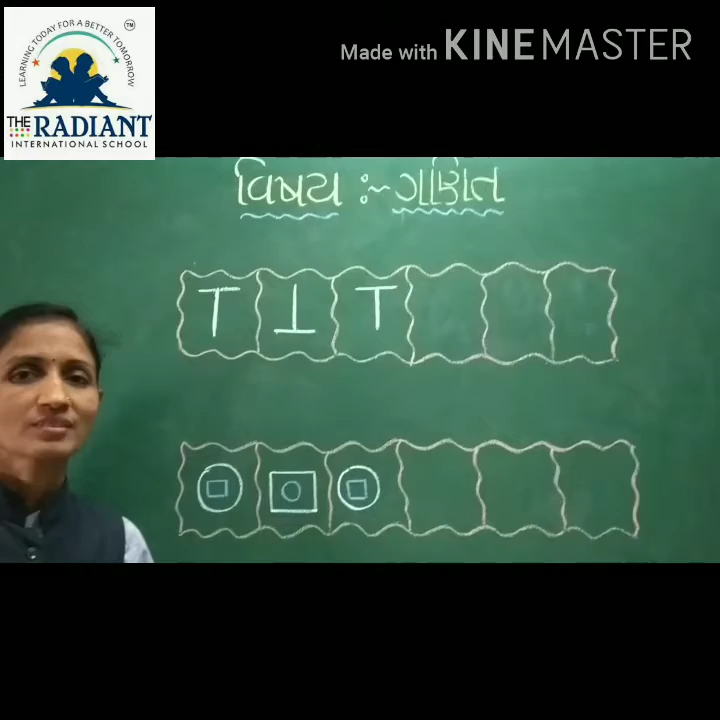 LEARNING TODAY FOR A BETTER TOMORROW
TM
THE RADIANT
INTERNATIONAL SCHOOL
Made with KINEMASTER
વિષય :~ ગણિત
T ⊥ T